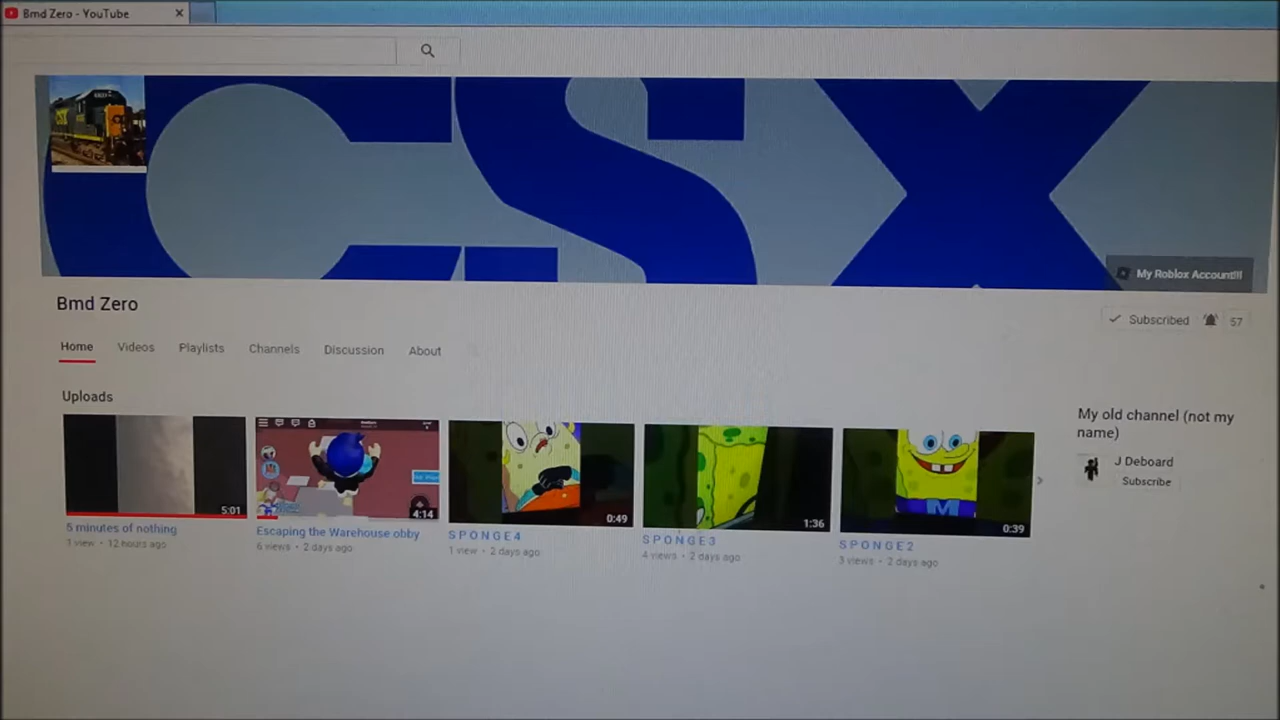 Bmd Zero - YouTube
CSX
My Roblox Account!!!
Bmd Zero
Subscribed 57
Home Videos Playlists Channels Discussion About
Uploads
5:01
4:14
0:49
1:36
0:39
5 minutes of nothing
1 view • 12 hours ago
Escaping the Warehouse obby
6 views • 2 days ago
S P O N G E 4
1 view • 2 days ago
S P O N G E 3
4 views • 2 days ago
S P O N G E 2
3 views • 2 days ago
My old channel (not my
name)
J Deboard
Subscribe